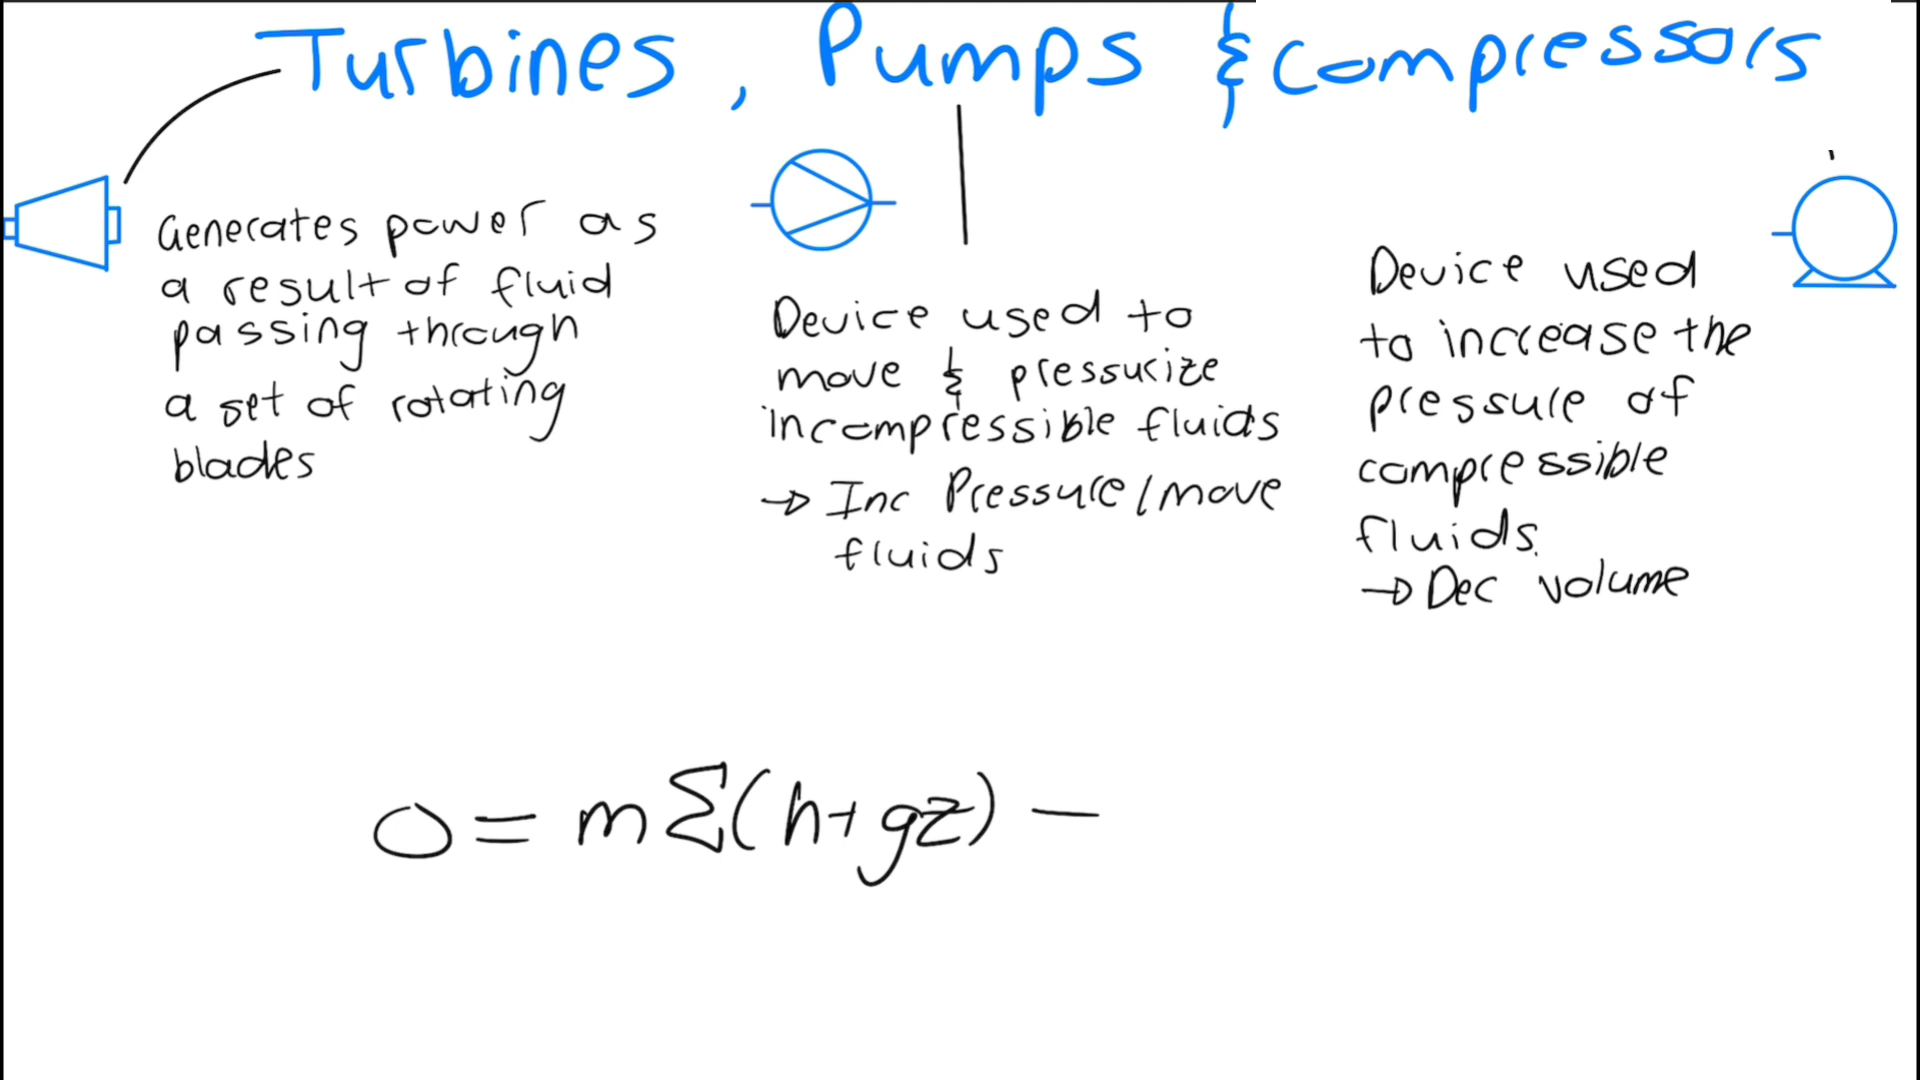 Turbines, Pumps & compressors
Generates power as
a result of fluid
passing through
a set of rotating
blades
Device used to
move & pressurize
incompressible fluids
→ Inc Pressure/move
fluids
Device used
to increase the
pressure of
compressible
fluids.
→ Dec volume
0 = m Σ(h+gz) −